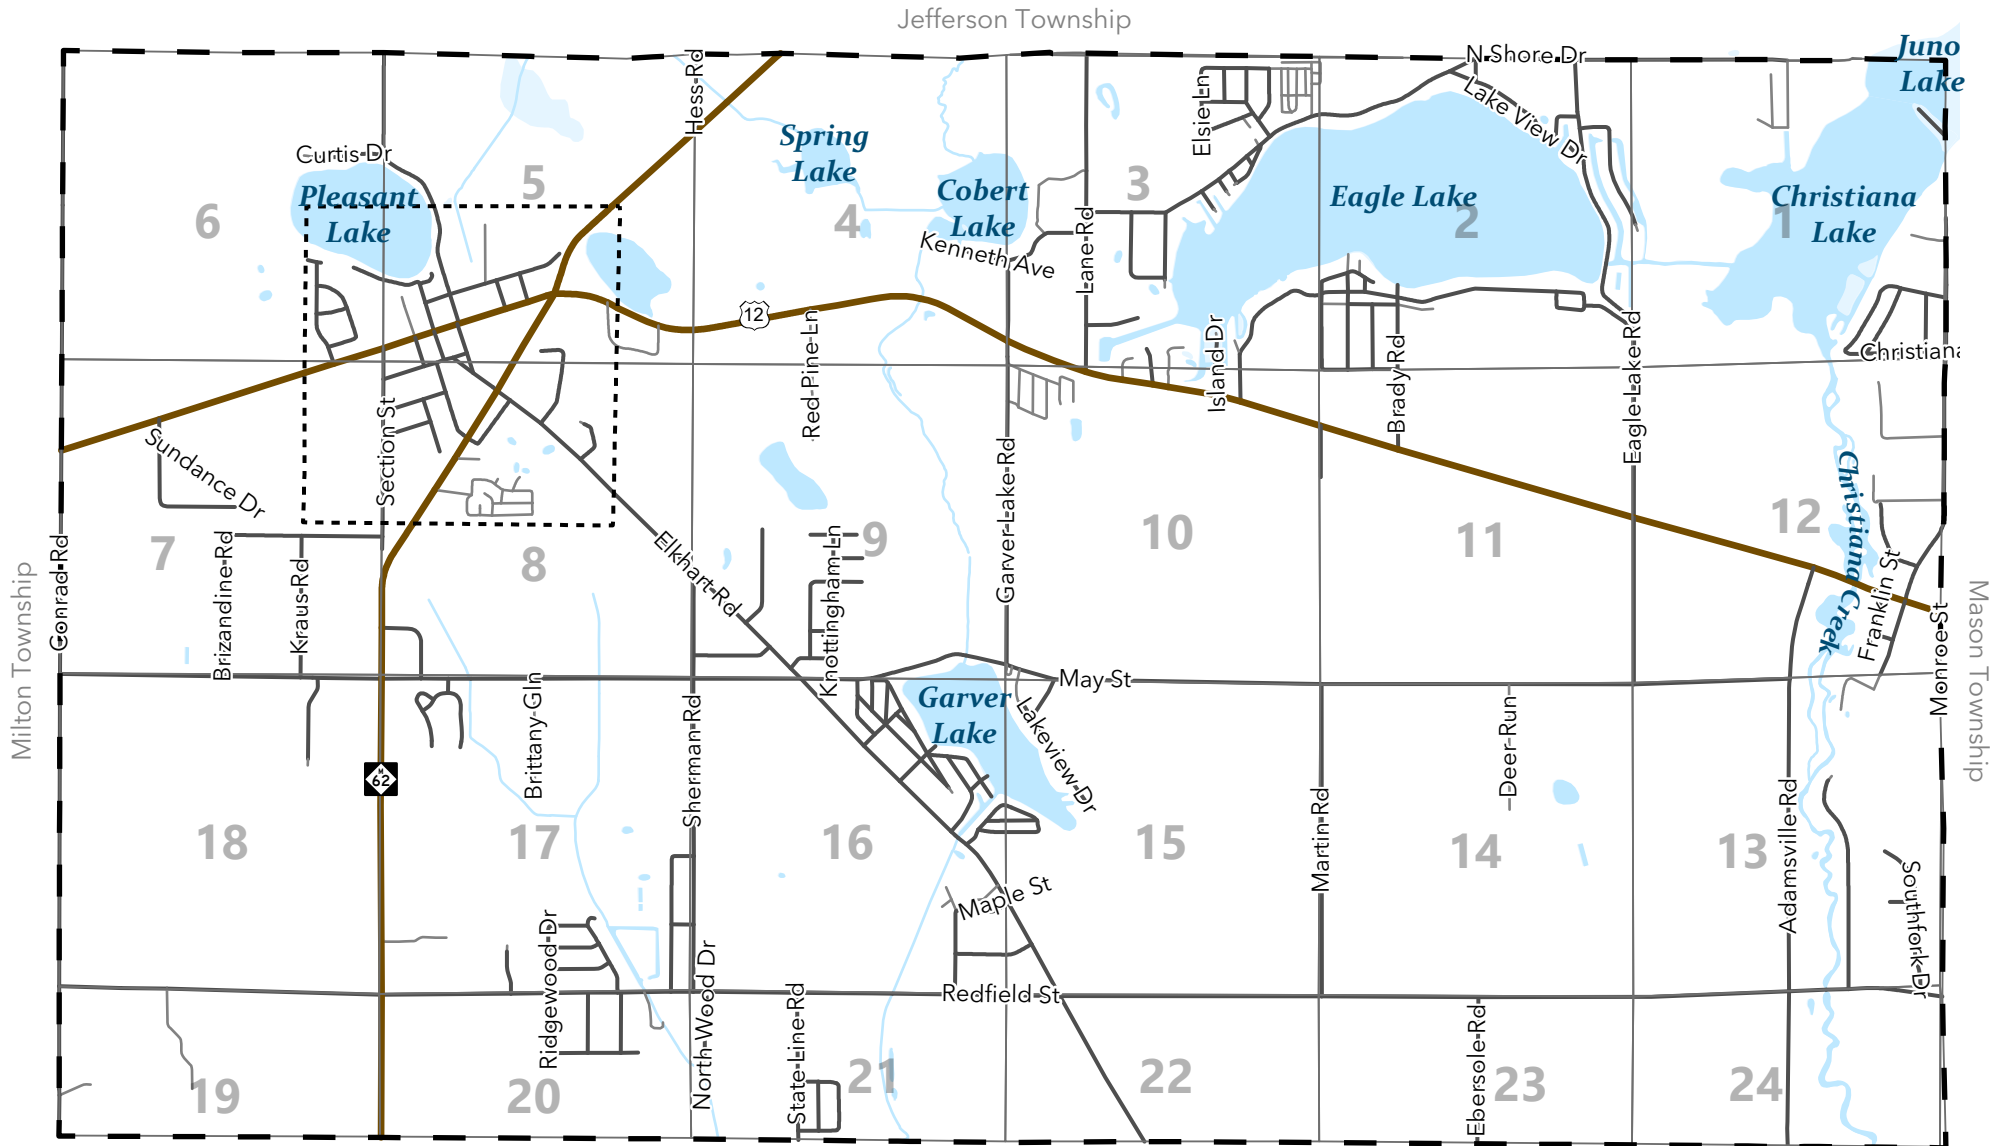 Jefferson Township
Juno
Lake
N Shore Dr
Hess Rd
Elsie Ln
Lake View Dr
Spring
Lake
Curtis Dr
5
3
Cobert
Lake
Pleasant
Lake
Eagle Lake
Christiana
Lake
6
4
2
1
Kenneth Ave
Lane Rd
12
Red Pine Ln
Island Dr
Brady Rd
Eagle Lake Rd
Christiana
Section St
Sundance Dr
Garver Lake Rd
Christiana Creek
12
7
8
9
10
11
Conrad Rd
Brizandine Rd
Kraus Rd
Elkhart Rd
Knottingham Ln
Franklin St
Monroe St
Milton Township
Mason Township
May St
Garver
Lake
Lakeview Dr
Brittany Gln
Sherman Rd
Deer Run
M
62
Martin Rd
Adamsville Rd
18
17
16
15
14
13
Maple St
Southfork Dr
Ridgewood Dr
North Wood Dr
State Line Rd
Redfield St
Ebersole Rd
19
20
21
22
23
24